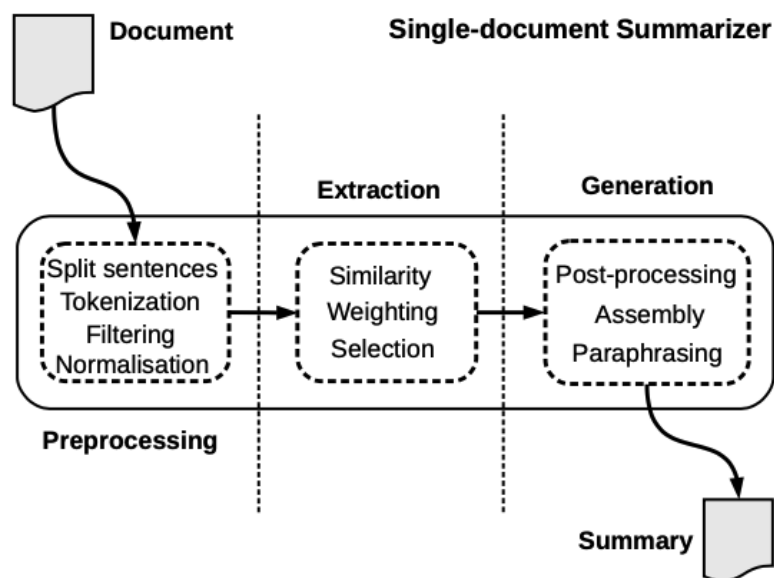 Document
Single-document Summarizer
Extraction
Generation
Split sentences
Tokenization
Filtering
Normalisation
Similarity
Weighting
Selection
Post-processing
Assembly
Paraphrasing
Preprocessing
Summary